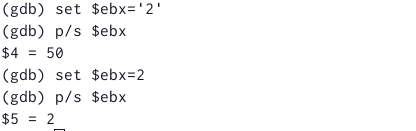 (gdb) set $ebx='2'
(gdb) p/s $ebx
$4 = 50
(gdb) set $ebx=2
(gdb) p/s $ebx
$5 = 2